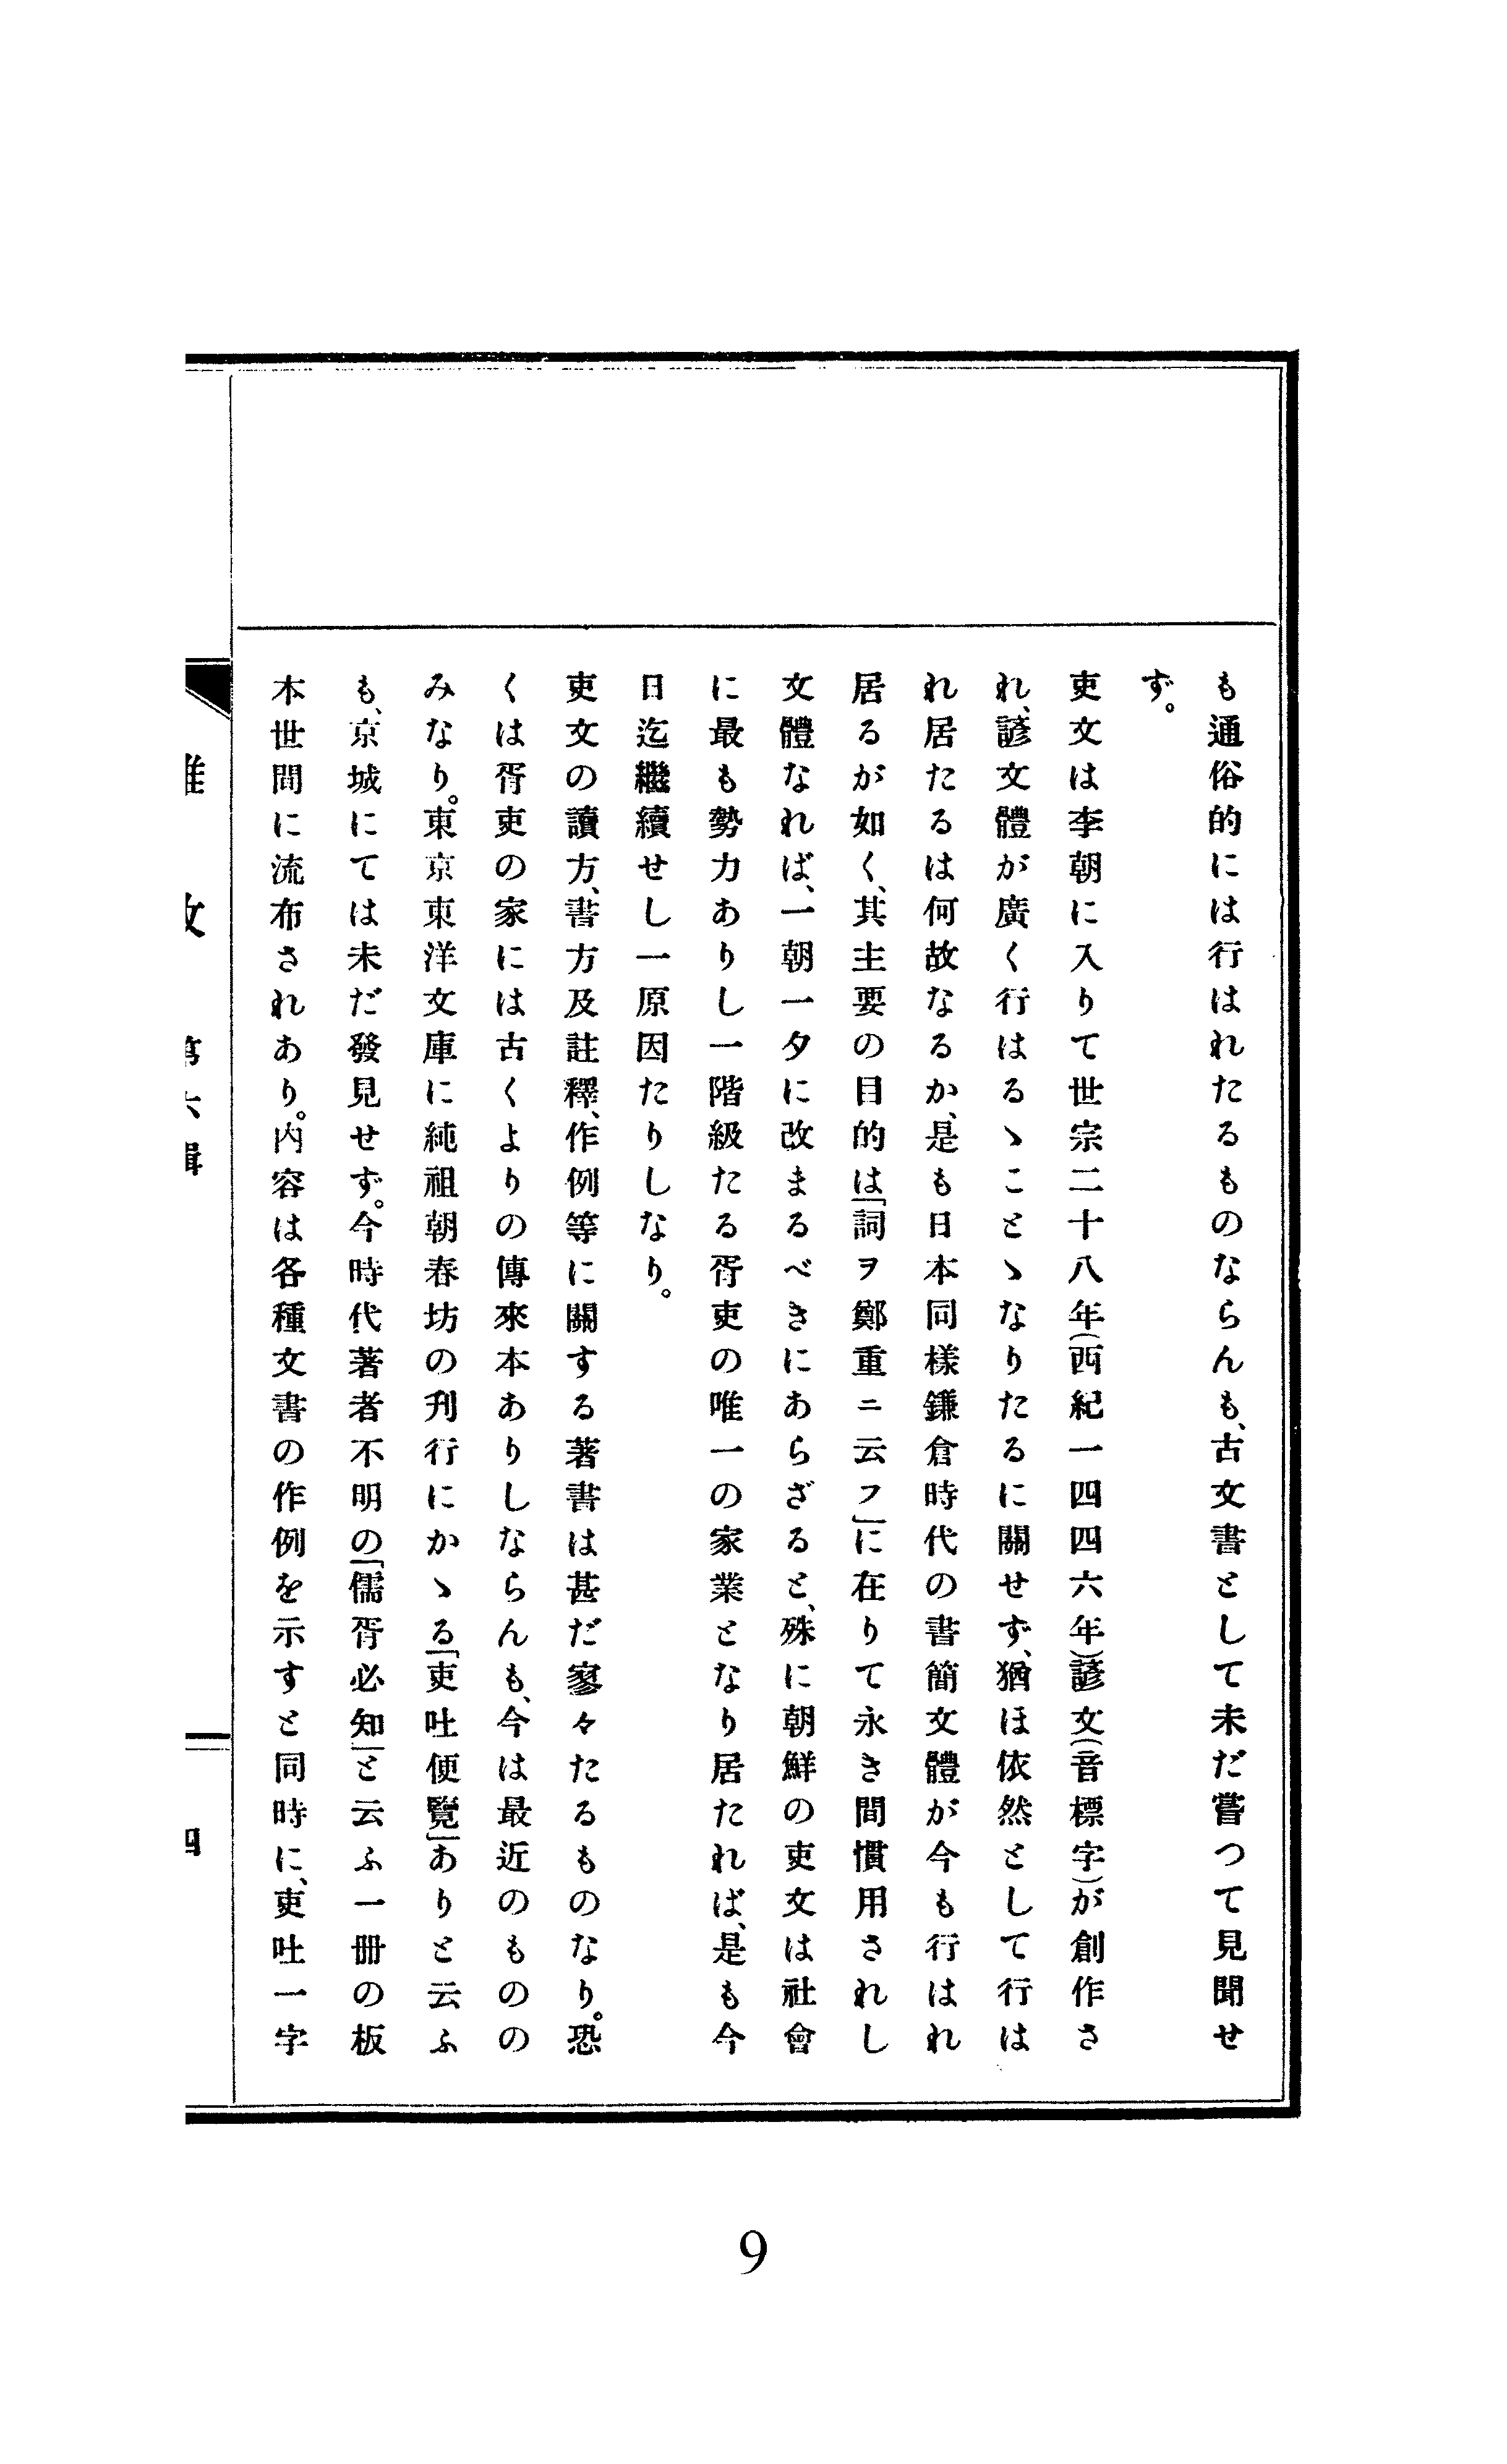 も通俗的には行はれたるものならんも、古文書として未だ嘗つて見聞せ
ず。
吏文は李朝に入りて世宗二十八年(西紀一四四六年)諺文(音標字)が創作さ
れ、諺文體が廣く行はるゝことゝなりたるに關せず、猶ほ依然として行は
れ居たるは何故なるか、是も日本同樣鎌倉時代の書簡文體が今も行はれ
居るが如く、其主要の目的は「詞ヲ鄭重ニ云フ」に在りて永き間慣用されし
文體なれば、一朝一夕に改まるべきにあらざると、殊に朝鮮の吏文は社會
に最も勢力ありし一階級たる胥吏の唯一の家業となり居たれば、是も今
日迄繼續せし一原因たりしなり。
吏文の讀方、書方及註釋、作例等に關する著書は甚だ寥々たるものなり。恐
くは胥吏の家には古くよりの傳來本ありしならんも、今は最近のものの
みなり。東京東洋文庫に純祖朝春坊の刋行にかゝる「吏吐便覽」ありと云ふ
も、京城にては未だ發見せず。今時代著者不明の「儒胥必知」と云ふ一冊の板
本世間に流布されあり。内容は各種文書の作例を示すと同時に、吏吐一字
第六輯
四
9